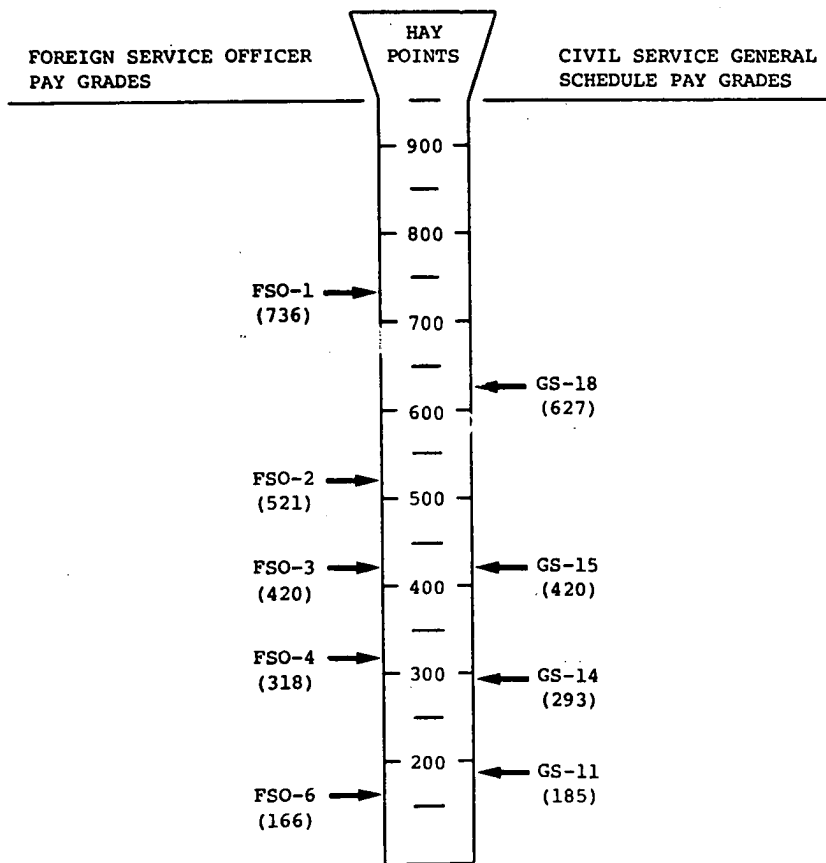 FOREIGN SERVICE OFFICER
PAY GRADES
HAY
POINTS
CIVIL SERVICE GENERAL
SCHEDULE PAY GRADES
900
800
FSO-1
(736)
700
GS-18
(627)
600
FSO-2
(521)
500
FSO-3
(420)
GS-15
(420)
400
FSO-4
(318)
300
GS-14
(293)
200
GS-11
(185)
FSO-6
(166)